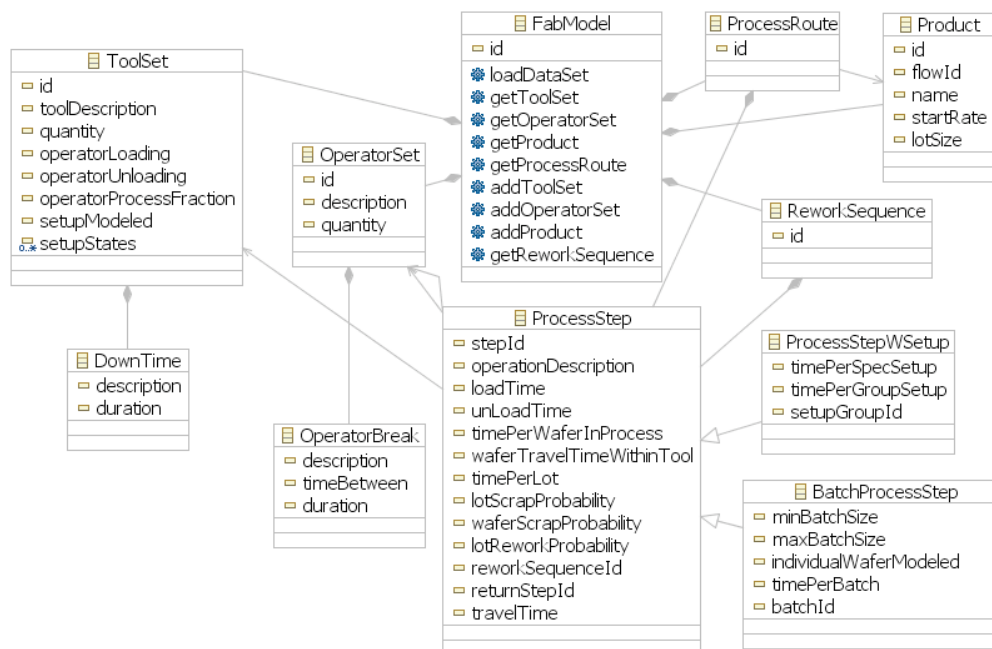 ToolSet
id
toolDescription
quantity
operatorLoading
operatorUnloading
operatorProcessFraction
setupModeled
setupStates
0..*
FabModel
id
loadDataSet
getToolSet
getOperatorSet
getProduct
getProcessRoute
addToolSet
addOperatorSet
addProduct
getReworkSequence
ProcessRoute
id
Product
id
flowId
name
startRate
lotSize
OperatorSet
id
description
quantity
ReworkSequence
id
DownTime
description
duration
OperatorBreak
description
timeBetween
duration
ProcessStep
stepId
operationDescription
loadTime
unLoadTime
timePerWaferInProcess
waferTravelTimeWithinTool
timePerLot
lotScrapProbability
waferScrapProbability
lotReworkProbability
reworkSequenceId
returnStepId
travelTime
ProcessStepWSetup
timePerSpecSetup
timePerGroupSetup
setupGroupId
BatchProcessStep
minBatchSize
maxBatchSize
individualWaferModeled
timePerBatch
batchId